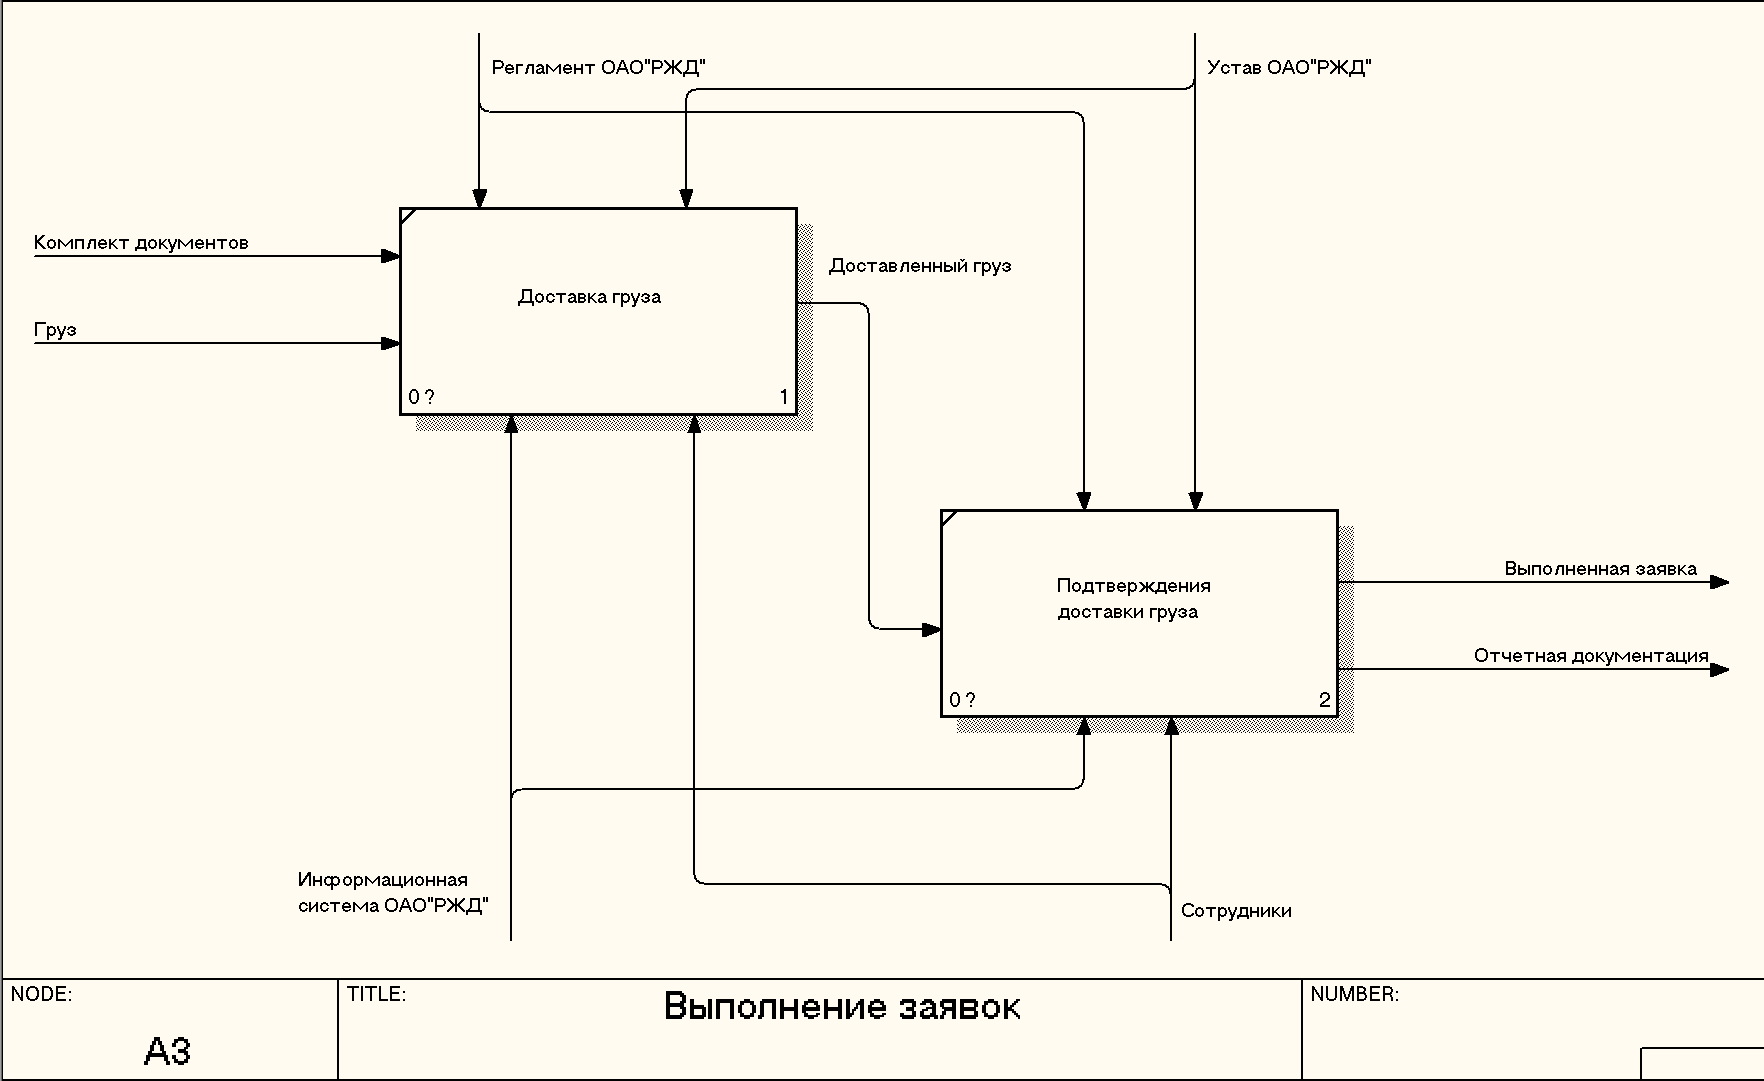 Регламент ОАО"РЖД"
Устав ОАО"РЖД"
Комплект документов
Груз
Доставка груза
0 ?
1
Доставленный груз
Подтверждения
доставки груза
0 ?
2
Выполненная заявка
Отчетная документация
Информационная
система ОАО"РЖД"
Сотрудники
NODE:
A3
TITLE:
Выполнение заявок
NUMBER: